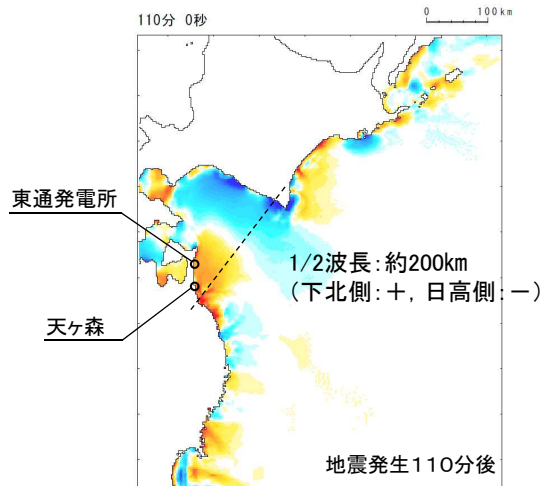 0 100km
110分 0秒
東通発電所
1/2波長:約200km
(下北側:+, 日高側:−)
天ヶ森
地震発生110分後